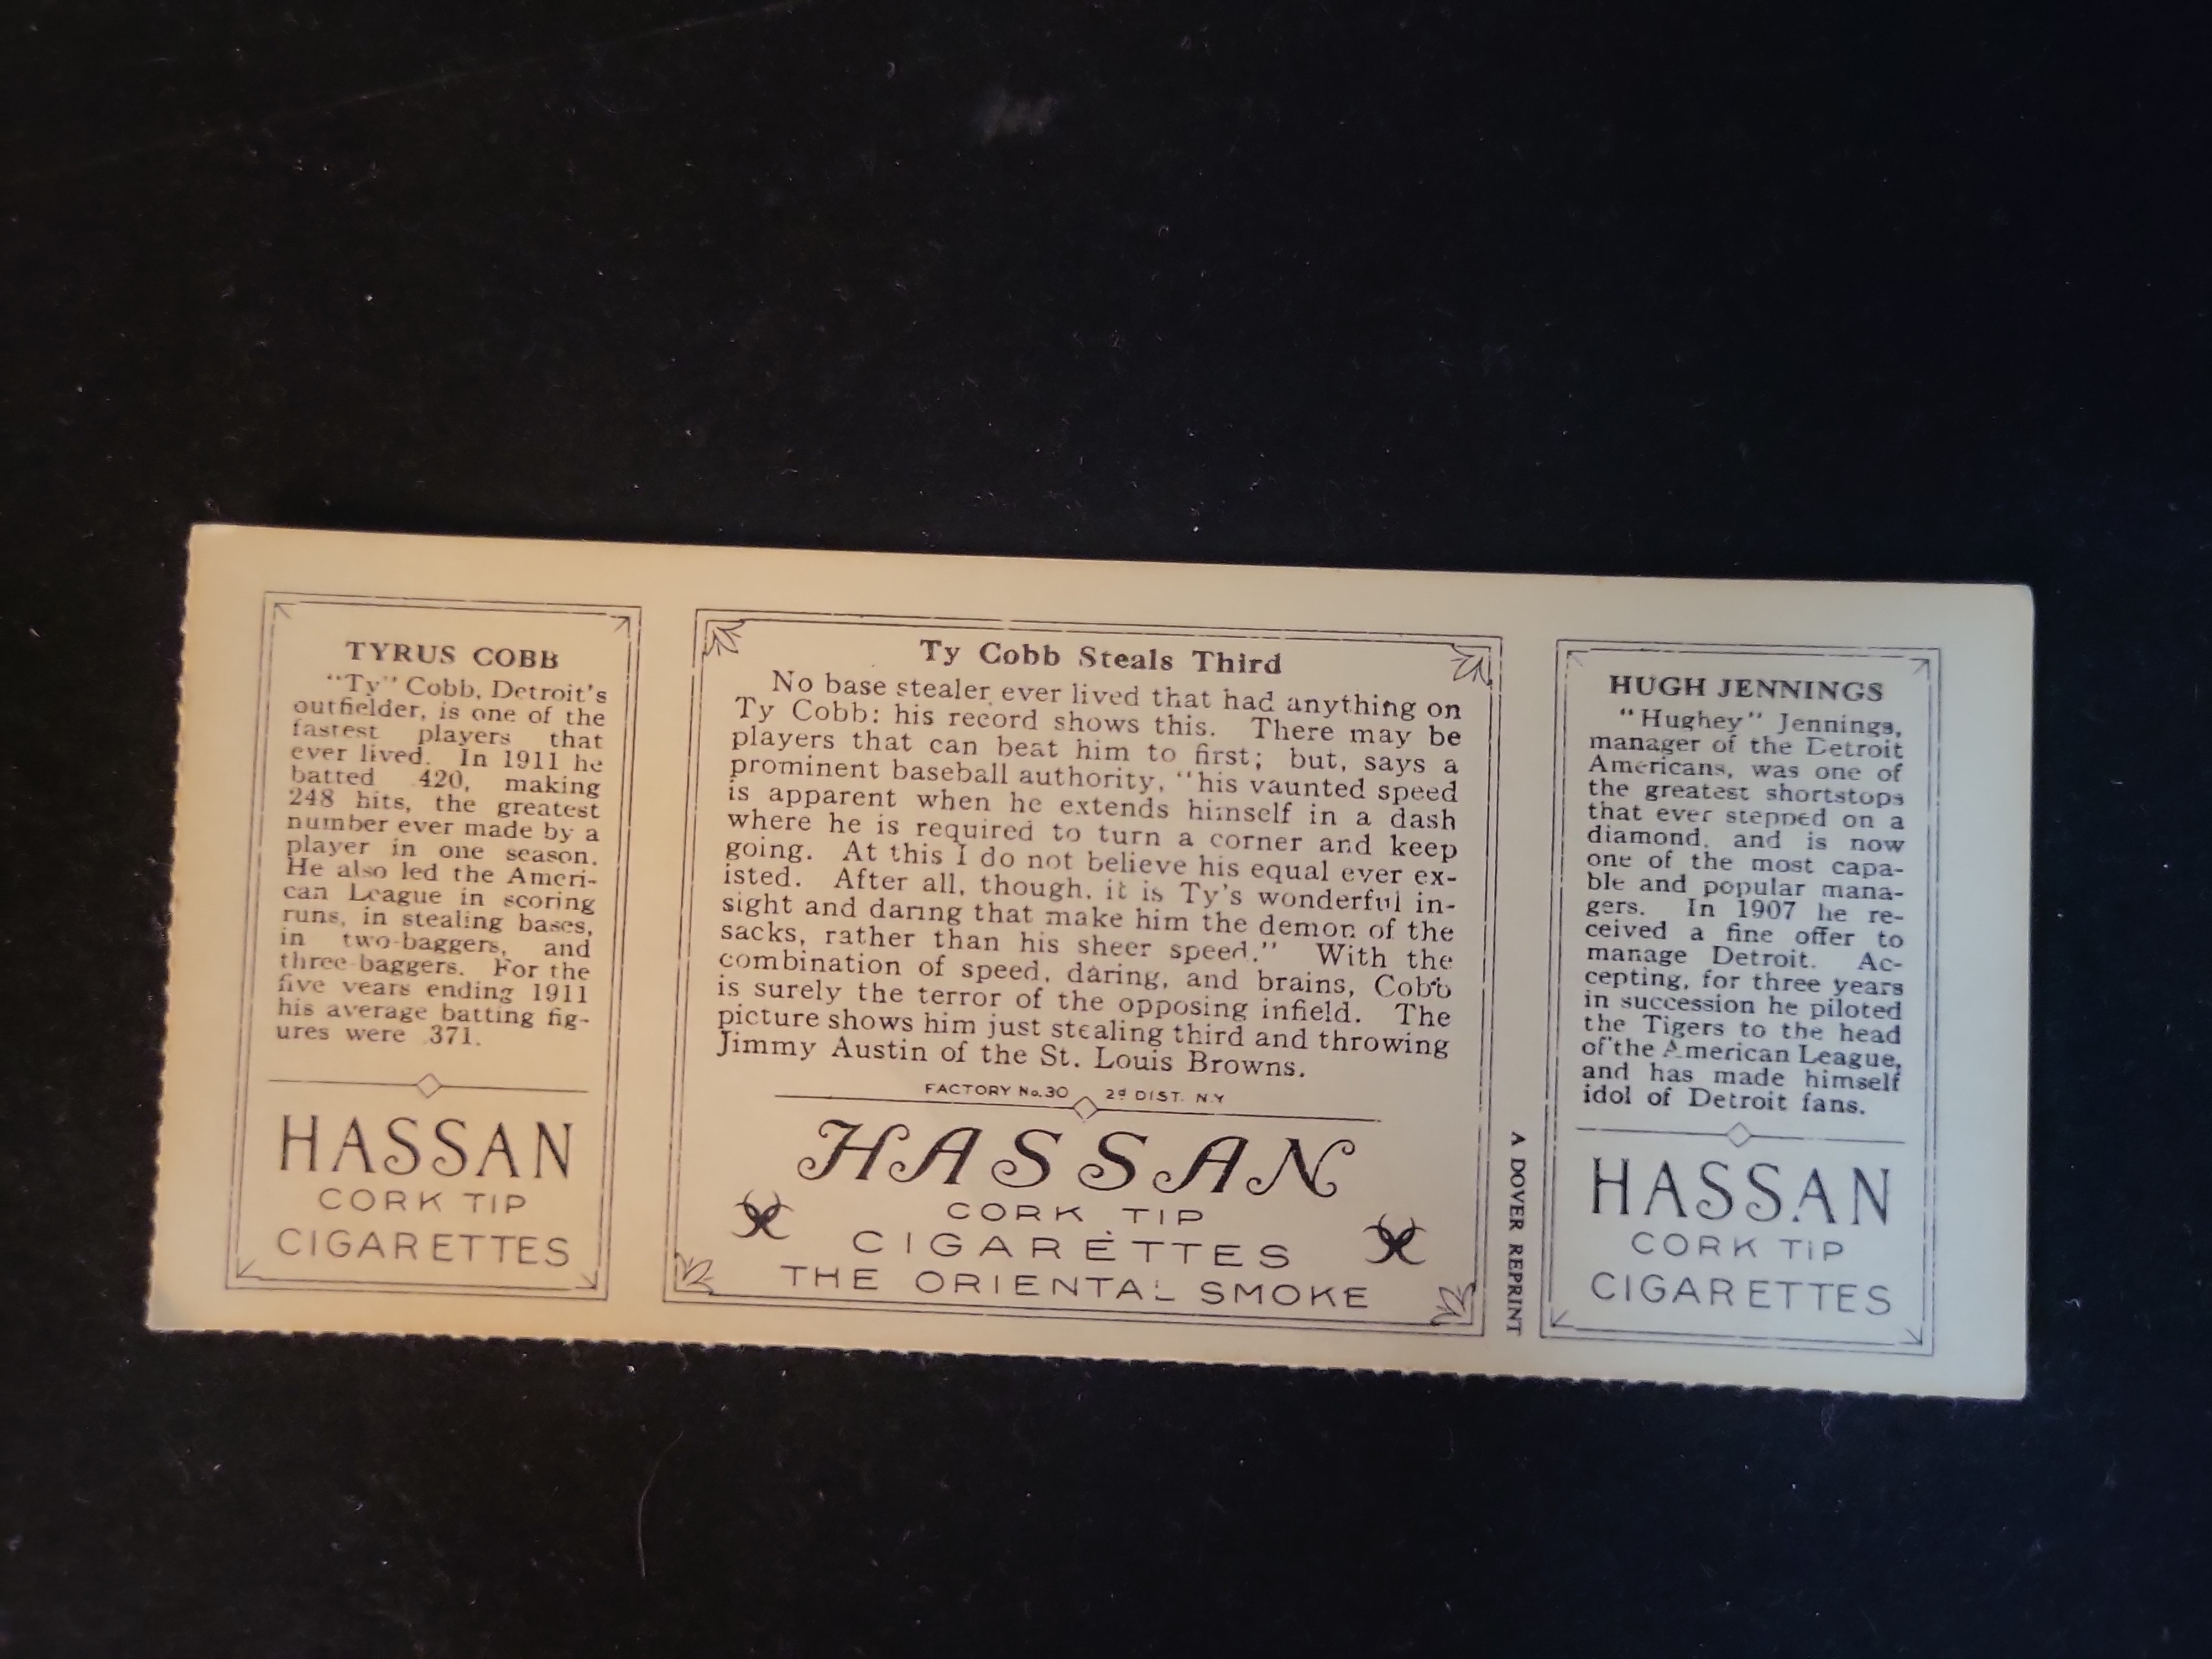 TYRUS COBB
"Ty" Cobb, Detroit's
outfielder, is one of the
fastest players that
ever lived. In 1911 he
batted .420, making
248 hits, the greatest
number ever made by a
player in one season.
He also led the Ameri-
can League in scoring
runs, in stealing bases,
in two-baggers, and
three-baggers. For the
five years ending 1911
his average batting fig-
ures were .371.
HASSAN
CORK TIP
CIGARETTES
Ty Cobb Steals Third
No base stealer ever lived that had anything on
Ty Cobb: his record shows this. There may be
players that can beat him to first; but, says a
prominent baseball authority, "his vaunted speed
is apparent when he extends himself in a dash
where he is required to turn a corner and keep
going. At this I do not believe his equal ever ex-
isted. After all, though, it is Ty's wonderful in-
sight and daring that make him the demon of the
sacks, rather than his sheer speed." With the
combination of speed, daring, and brains, Cobb
is surely the terror of the opposing infield. The
picture shows him just stealing third and throwing
Jimmy Austin of the St. Louis Browns.
FACTORY No. 30 2d DIST. N.Y
HASSAN
CORK TIP
CIGARETTES
THE ORIENTAL SMOKE
A DOVER REPRINT
HUGH JENNINGS
"Hughey" Jennings,
manager of the Detroit
Americans, was one of
the greatest shortstops
that ever stepped on a
diamond, and is now
one of the most capa-
ble and popular mana-
gers. In 1907 he re-
ceived a fine offer to
manage Detroit. Ac-
cepting, for three years
in succession he piloted
the Tigers to the head
of the American League,
and has made himself
idol of Detroit fans.
HASSAN
CORK TIP
CIGARETTES